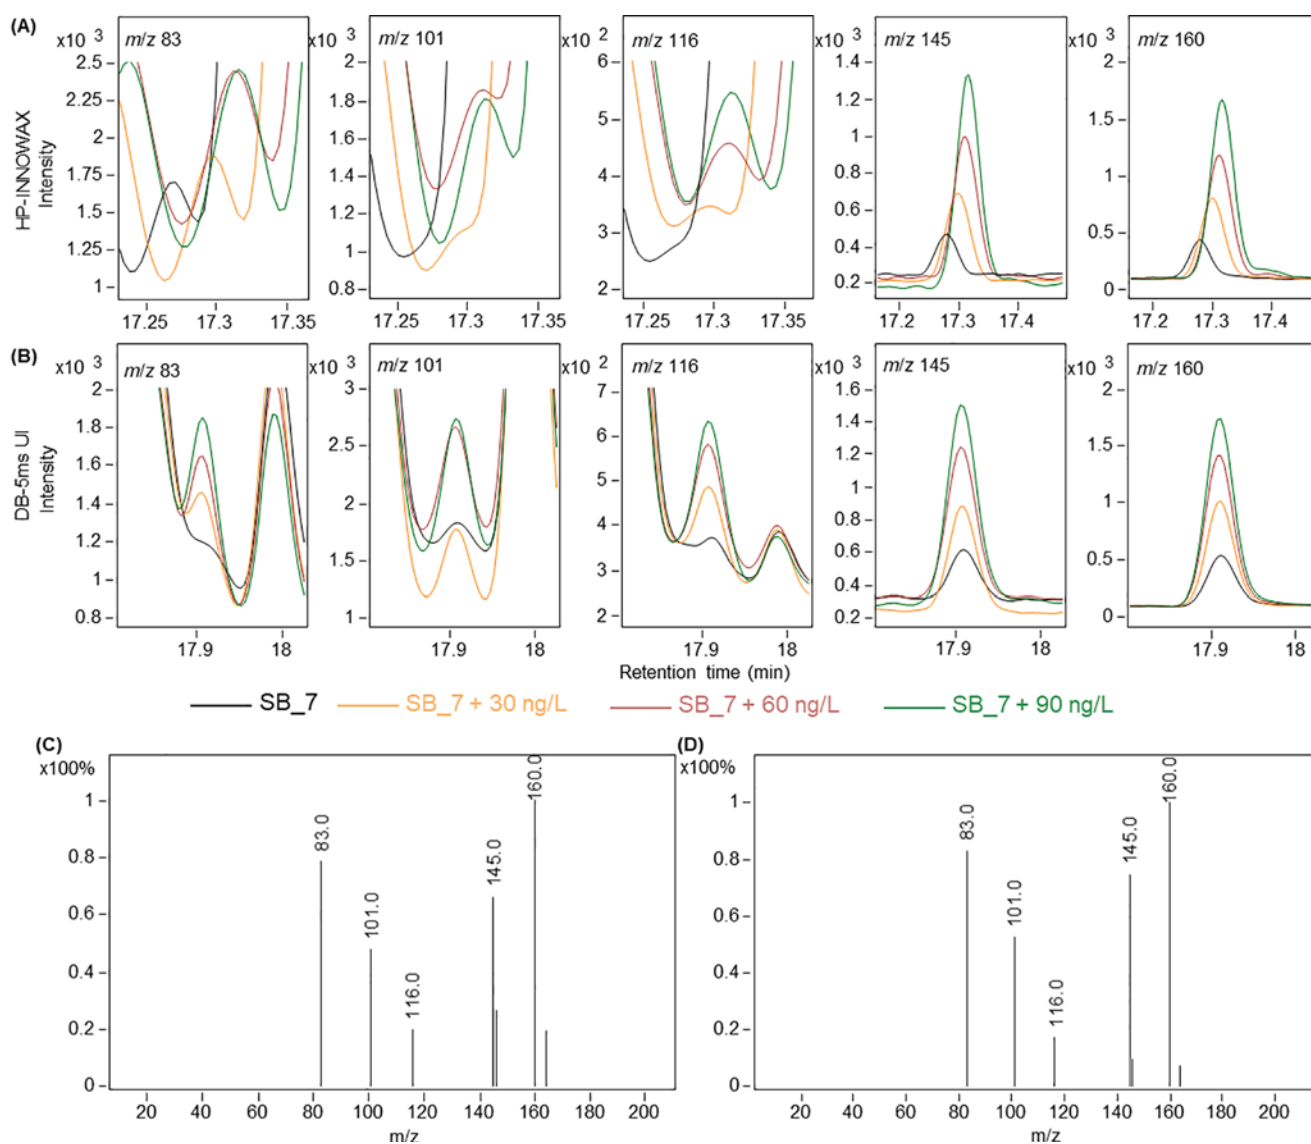 (A)
x10 3
m/z 83
x10 3
m/z 101
x10 3
m/z 116
x10 3
m/z 145
x10 3
m/z 160
HP-INNOWAX
Intensity
2.5
2.25
2
1.75
1.5
1.25
1
2
1.8
1.6
1.4
1.2
1
0.8
2
6
5
4
3
2
1.4
1.2
1
0.8
0.6
0.4
0.2
2
1.5
1
0.5
0
17.25 17.3 17.35
17.25 17.3 17.35
17.25 17.3 17.35
17.2 17.3 17.4
17.2 17.3 17.4
(B)
x10 3
m/z 83
x10 3
m/z 101
x10 3
m/z 116
x10 3
m/z 145
x10 3
m/z 160
DB-5ms UI
Intensity
2
1.8
1.6
1.4
1.2
1
0.8
3
2.5
2
1.5
1
7
6
5
4
3
2
1.6
1.4
1.2
1
0.8
0.6
0.4
0.2
2
1.5
1
0.5
0
17.9 18
17.9 18
17.9 18
17.9 18
17.9 18
Retention time (min)
SB_7 SB_7 + 30 ng/L SB_7 + 60 ng/L SB_7 + 90 ng/L
(C)
x100%
1
0.8
0.6
0.4
0.2
0
83.0
101.0
116.0
145.0
160.0
20 40 60 80 100 120 140 160 180 200
m/z
(D)
x100%
1
0.8
0.6
0.4
0.2
0
83.0
101.0
116.0
145.0
160.0
20 40 60 80 100 120 140 160 180 200
m/z